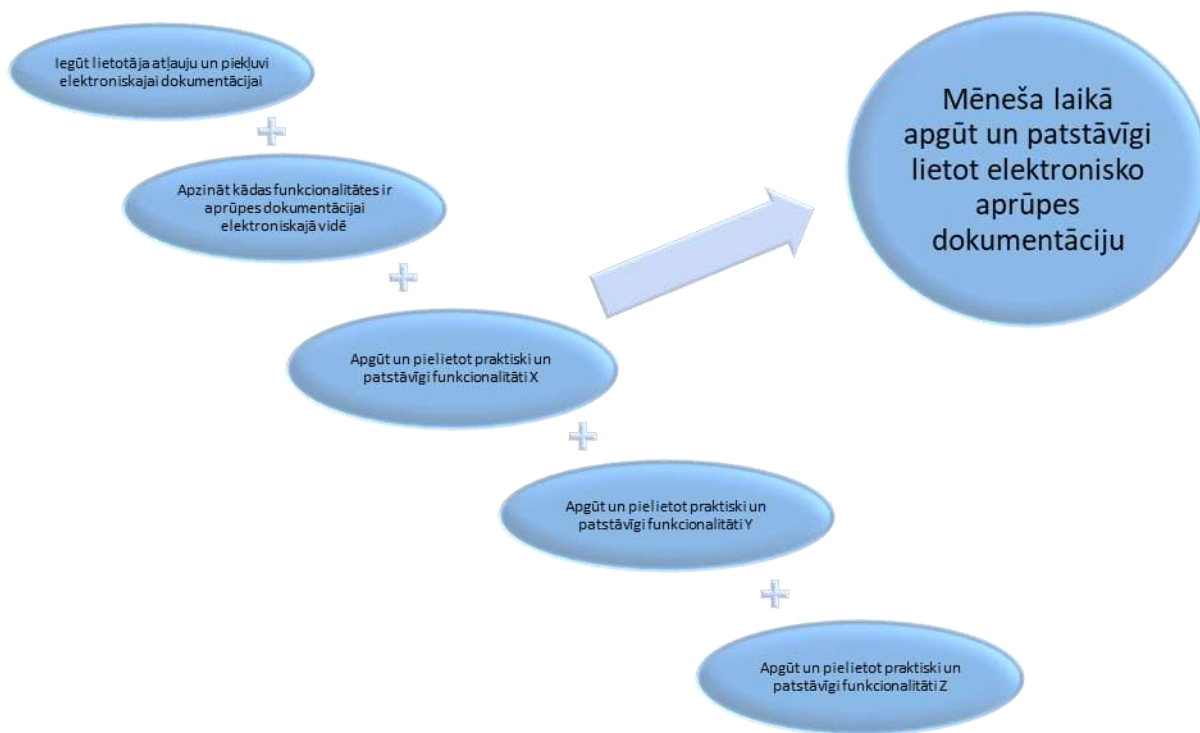 Iegūt lietotāja atļauju un piekļuvi
elektroniskajai dokumentācijai
Apzināt kādas funkcionalitātes ir
aprūpes dokumentācijai
elektroniskajā vidē
Apgūt un pielietot praktiski un
patstāvīgi funkcionalitāti X
Apgūt un pielietot praktiski un
patstāvīgi funkcionalitāti Y
Apgūt un pielietot praktiski un
patstāvīgi funkcionalitāti Z
Mēneša laikā
apgūt un patstāvīgi
lietot elektronisko
aprūpes
dokumentāciju